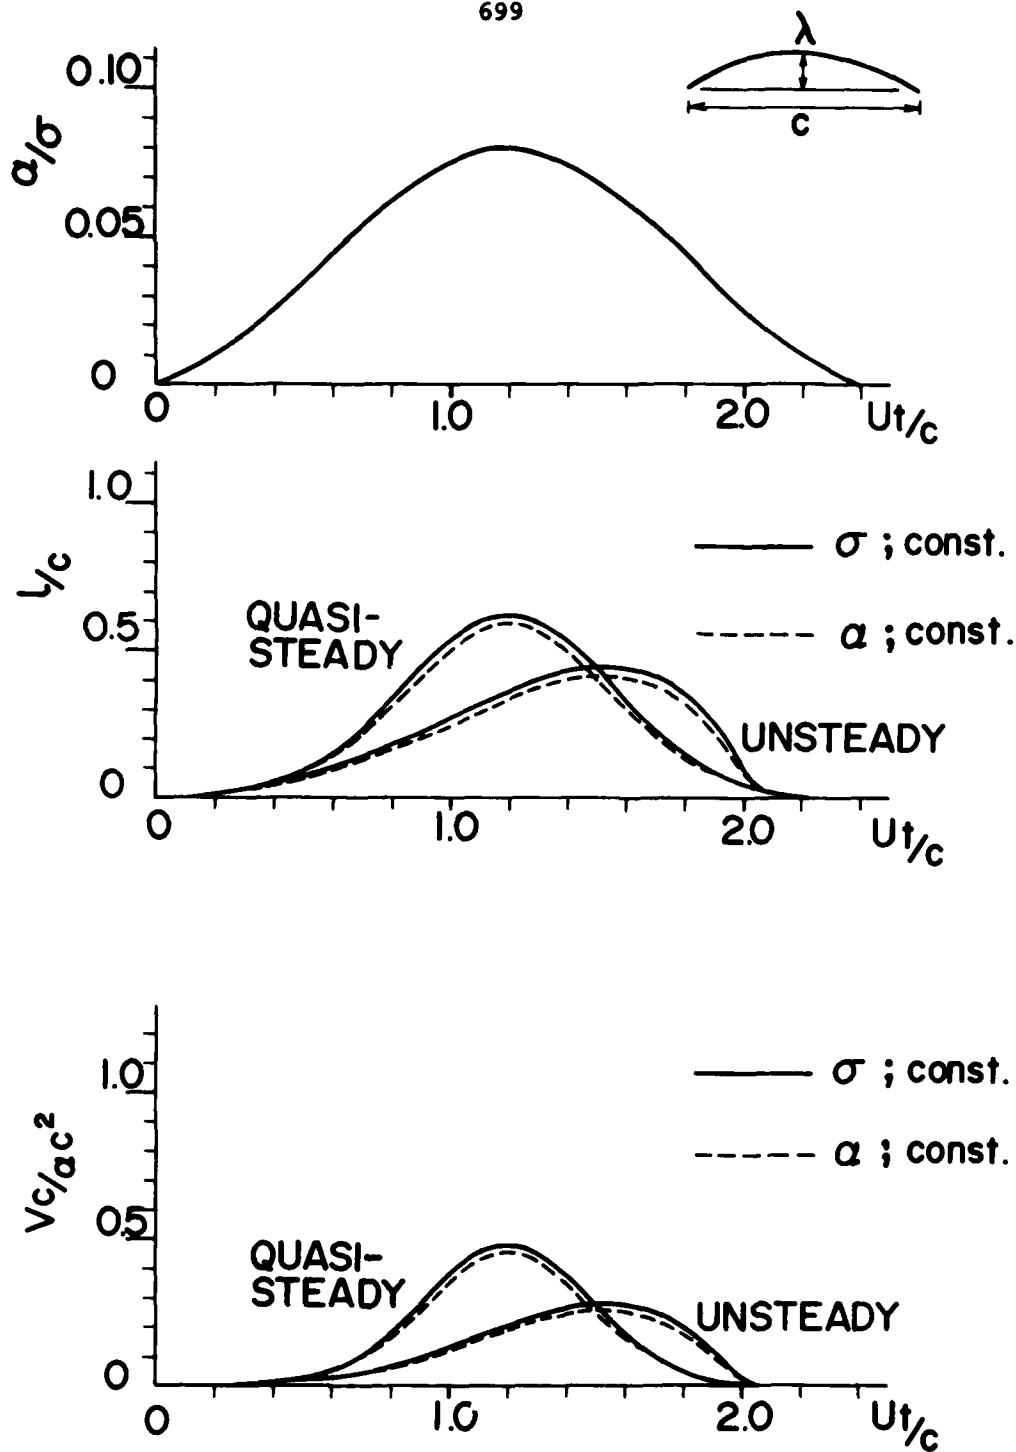 699
λ
c
α/σ
0.10
0.05
0
0 1.0 2.0 Ut/c
l/c
1.0
0.5
0
σ ; const.
α ; const.
QUASI-
STEADY
UNSTEADY
0 1.0 2.0 Ut/c
Vc/αc²
1.0
0.5
0
σ ; const.
α ; const.
QUASI-
STEADY
UNSTEADY
0 1.0 2.0 Ut/c